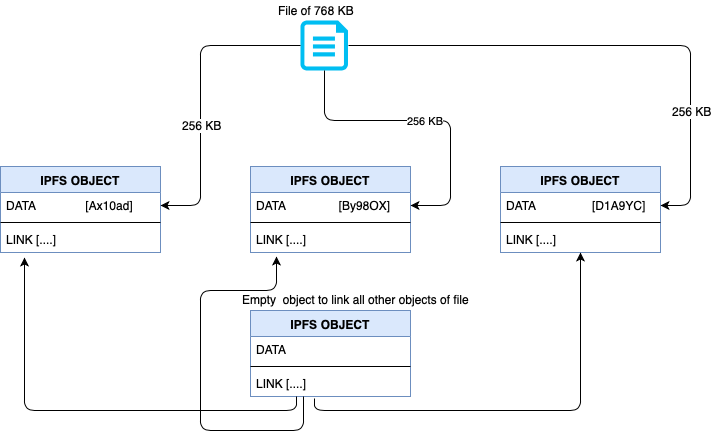 File of 768 KB
256 KB
256 KB
256 KB
IPFS OBJECT
DATA [Ax10ad]
LINK [....]
IPFS OBJECT
DATA [By98OX]
LINK [....]
IPFS OBJECT
DATA [D1A9YC]
LINK [....]
Empty object to link all other objects of file
IPFS OBJECT
DATA
LINK [....]